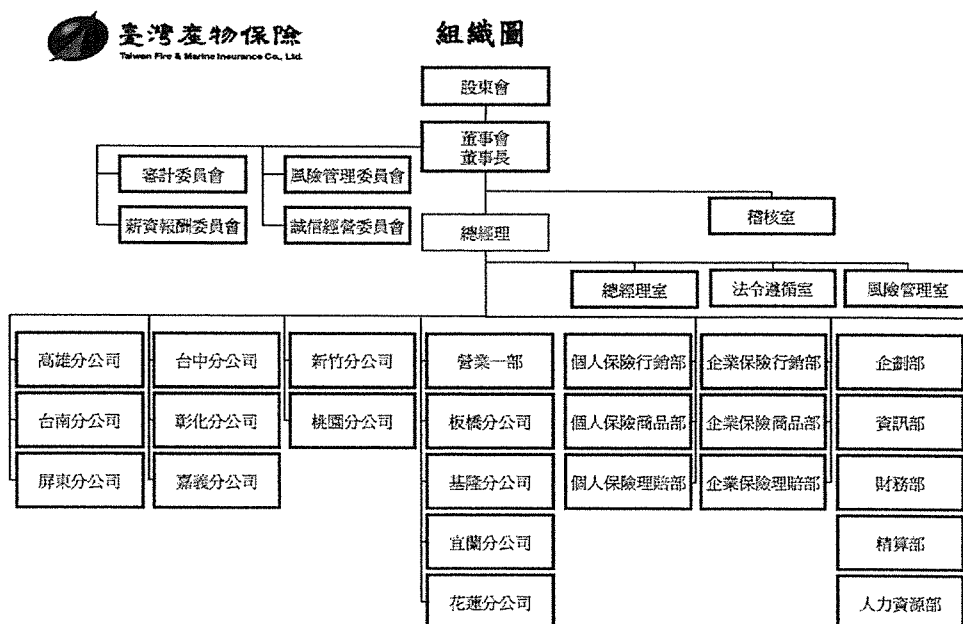 臺灣產物保險
Taiwan Fire & Marine Insurance Co., Ltd.
組織圖
股東會
董事會
董事長
審計委員會
風險管理委員會
薪資報酬委員會
誠信經營委員會
稽核室
總經理
總經理室
法令遵循室
風險管理室
高雄分公司
台中分公司
新竹分公司
營業一部
個人保險行銷部
企業保險行銷部
企劃部
台南分公司
彰化分公司
桃園分公司
板橋分公司
個人保險商品部
企業保險商品部
資訊部
屏東分公司
嘉義分公司
基隆分公司
個人保險理賠部
企業保險理賠部
財務部
宜蘭分公司
精算部
花蓮分公司
人力資源部